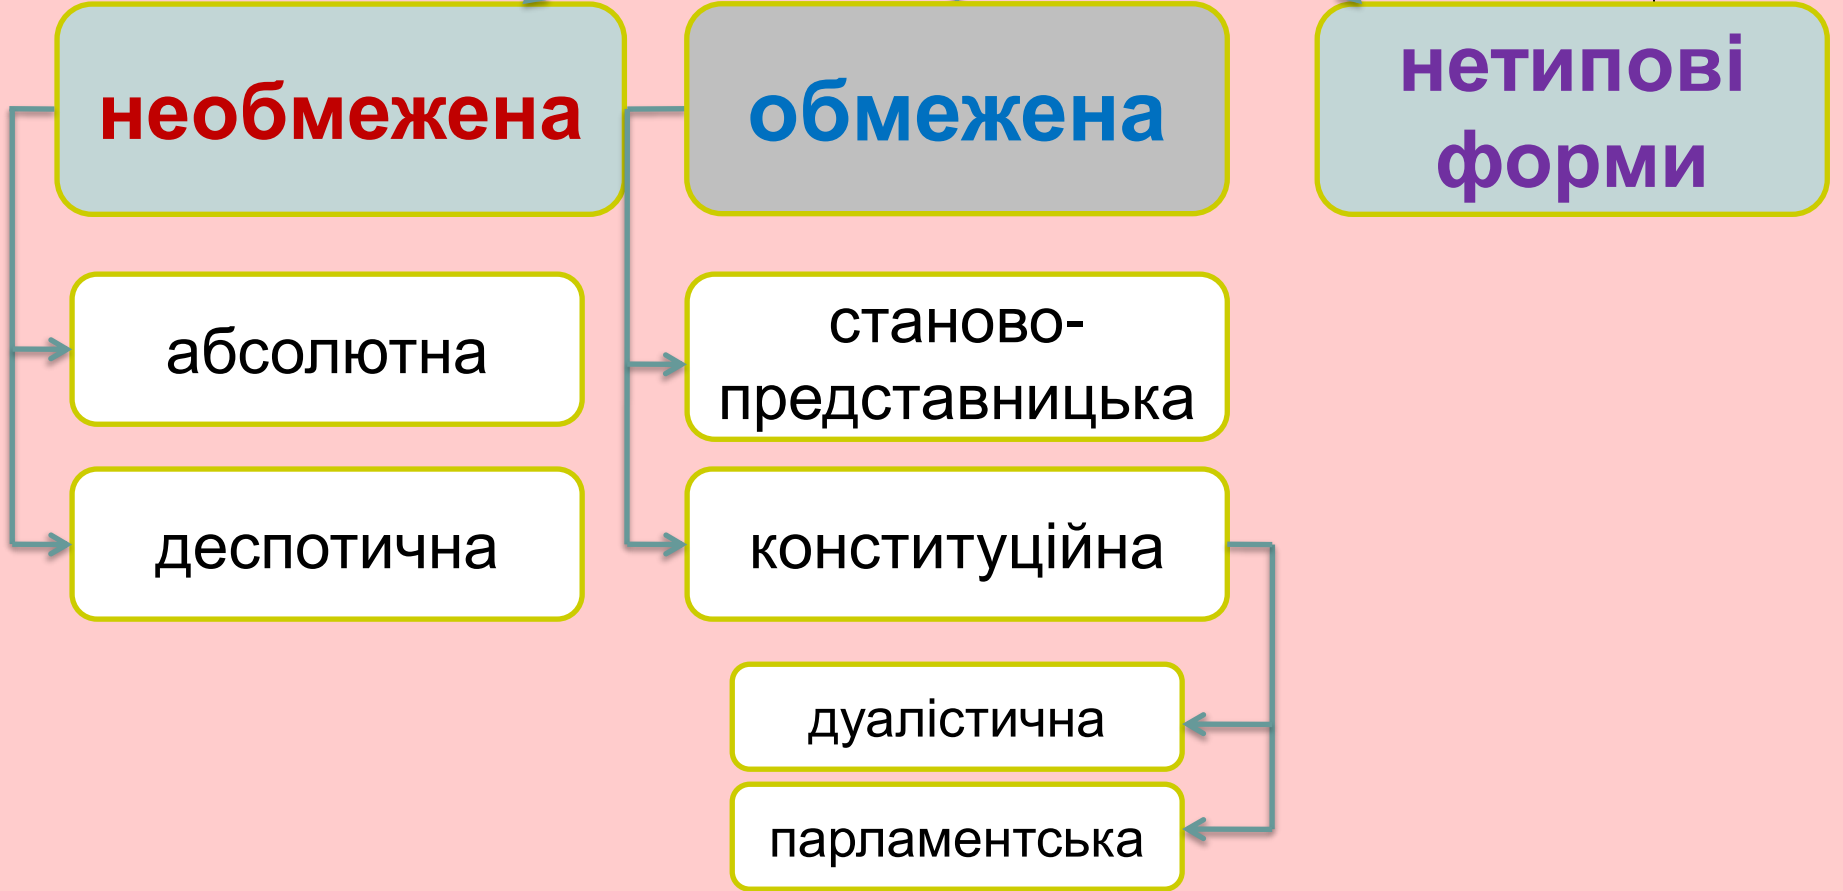 необмежена
абсолютна
деспотична
обмежена
станово-
представницька
конституційна
дуалістична
парламентська
нетипові
форми